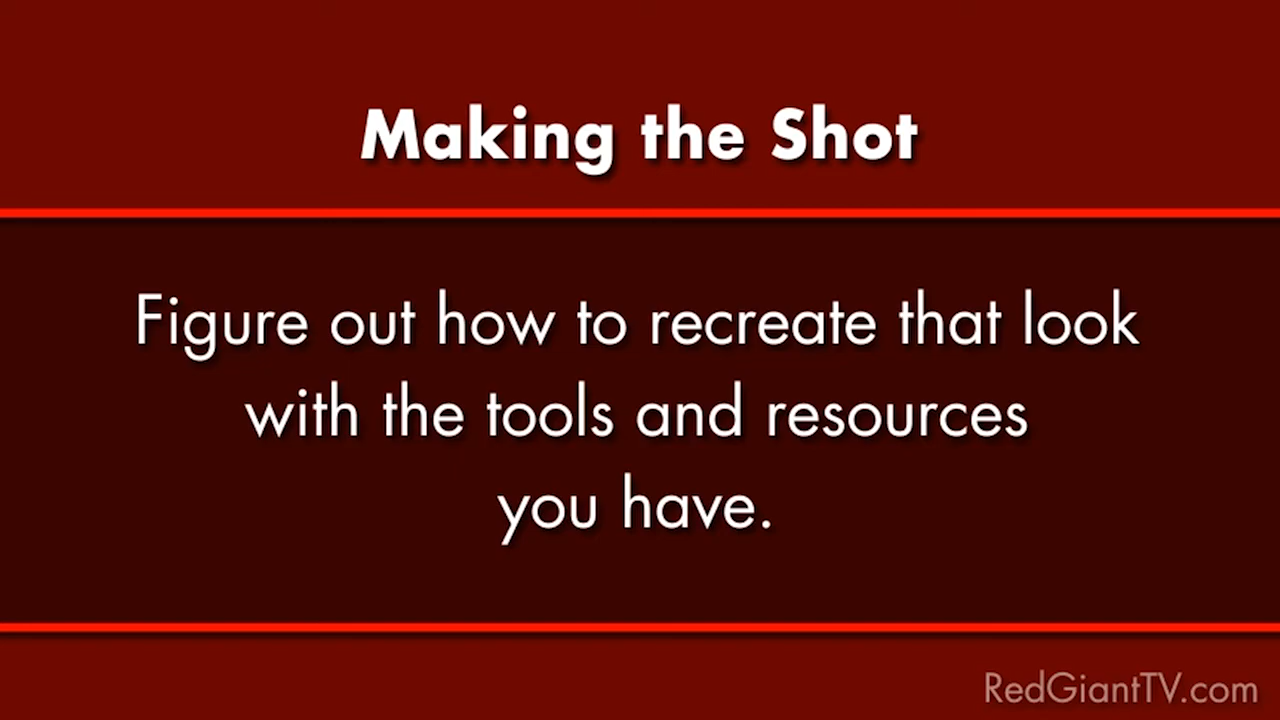 Making the Shot
Figure out how to recreate that look
with the tools and resources
you have.
RedGiantTV.com